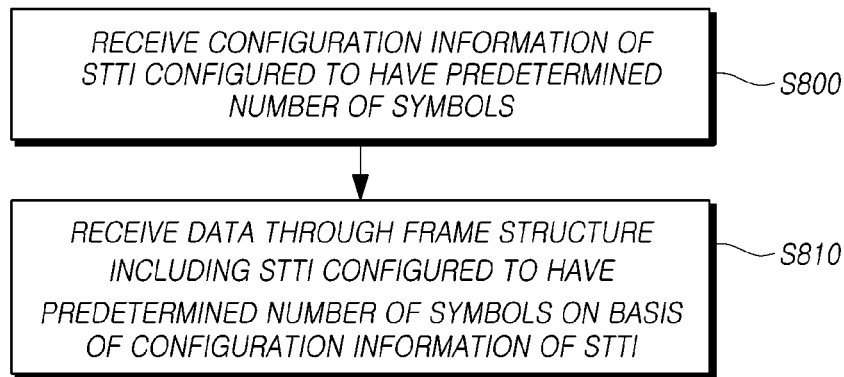 RECEIVE CONFIGURATION INFORMATION OF
STTI CONFIGURED TO HAVE PREDETERMINED
NUMBER OF SYMBOLS
S800
RECEIVE DATA THROUGH FRAME STRUCTURE
INCLUDING STTI CONFIGURED TO HAVE
PREDETERMINED NUMBER OF SYMBOLS ON BASIS
OF CONFIGURATION INFORMATION OF STTI
S810